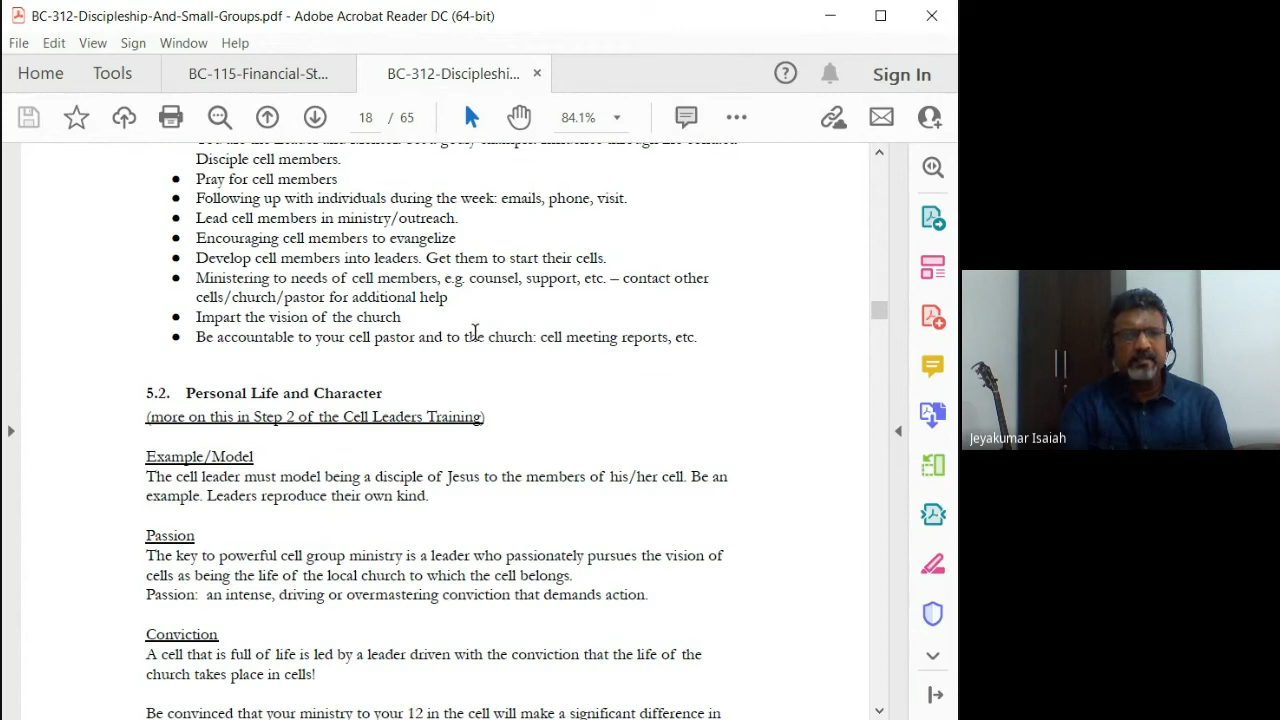 BC-312-Discipleship-And-Small-Groups.pdf - Adobe Acrobat Reader DC (64-bit)
File Edit View Sign Window Help
Home Tools BC-115-Financial-St... BC-312-Discipleshi... × Sign In
18 / 65 84.1%
Disciple cell members.
● Pray for cell members
● Following up with individuals during the week: emails, phone, visit.
● Lead cell members in ministry/outreach.
● Encouraging cell members to evangelize
● Develop cell members into leaders. Get them to start their cells.
● Ministering to needs of cell members, e.g. counsel, support, etc. – contact other
cells/church/pastor for additional help
● Impart the vision of the church
● Be accountable to your cell pastor and to the church: cell meeting reports, etc.
5.2. Personal Life and Character
(more on this in Step 2 of the Cell Leaders Training)
Example/Model
The cell leader must model being a disciple of Jesus to the members of his/her cell. Be an
example. Leaders reproduce their own kind.
Passion
The key to powerful cell group ministry is a leader who passionately pursues the vision of
cells as being the life of the local church to which the cell belongs.
Passion: an intense, driving or overmastering conviction that demands action.
Conviction
A cell that is full of life is led by a leader driven with the conviction that the life of the
church takes place in cells!
Be convinced that your ministry to your 12 in the cell will make a significant difference in
Jeyakumar Isaiah